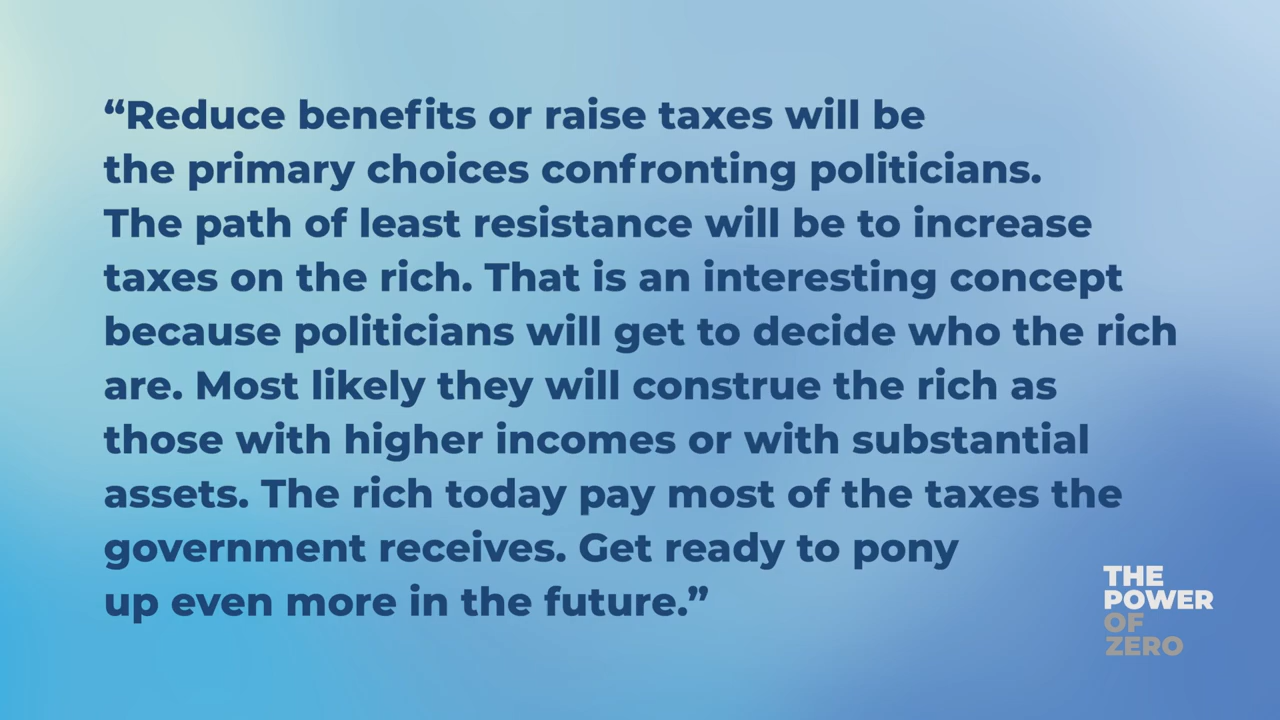 “Reduce benefits or raise taxes will be
the primary choices confronting politicians.
The path of least resistance will be to increase
taxes on the rich. That is an interesting concept
because politicians will get to decide who the rich
are. Most likely they will construe the rich as
those with higher incomes or with substantial
assets. The rich today pay most of the taxes the
government receives. Get ready to pony
up even more in the future.”
THE
POWER
OF
ZERO